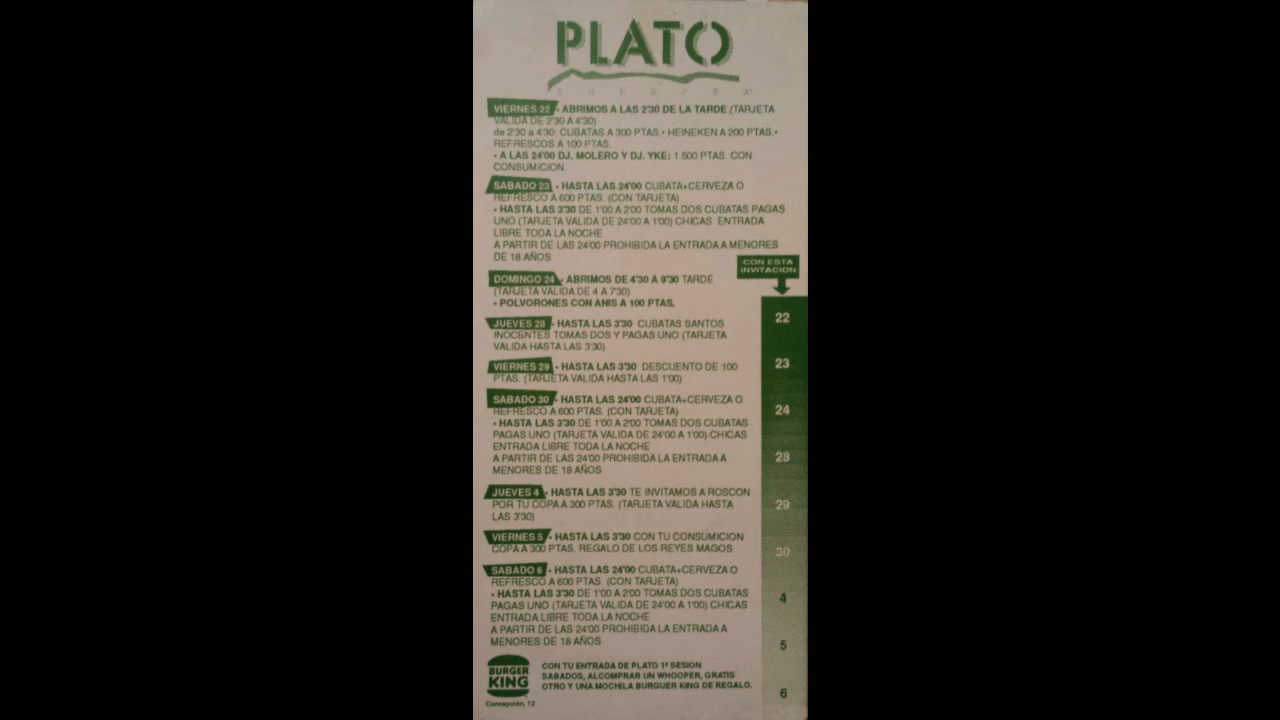 PLATO
VIERNES 22 • ABRIMOS A LAS 2'30 DE LA TARDE (TARJETA
VALIDA DE 2'30 A 4'30)
de 2'30 a 4'30: CUBATAS A 300 PTAS.• HEINEKEN A 200 PTAS.•
REFRESCOS A 100 PTAS.
• A LAS 24'00 DJ. MOLERO Y DJ. YKE: 1.500 PTAS. CON
CONSUMICION.
SABADO 23 • HASTA LAS 24'00 CUBATA+CERVEZA O
REFRESCO A 600 PTAS. (CON TARJETA)
• HASTA LAS 3'30 DE 1'00 A 2'00 TOMAS DOS CUBATAS PAGAS
UNO (TARJETA VALIDA DE 24'00 A 1'00) CHICAS ENTRADA
LIBRE TODA LA NOCHE
A PARTIR DE LAS 24'00 PROHIBIDA LA ENTRADA A MENORES
DE 18 AÑOS
CON ESTA
INVITACION
DOMINGO 24 • ABRIMOS DE 4'30 A 9'30 TARDE
(TARJETA VALIDA DE 4 A 7'30)
• POLVORONES CON ANIS A 100 PTAS.
JUEVES 28 • HASTA LAS 3'30 CUBATAS SANTOS
INOCENTES TOMAS DOS Y PAGAS UNO (TARJETA
VALIDA HASTA LAS 3'30)
VIERNES 29 • HASTA LAS 3'30 DESCUENTO DE 100
PTAS. (TARJETA VALIDA HASTA LAS 1'00)
SABADO 30 • HASTA LAS 24'00 CUBATA+CERVEZA O
REFRESCO A 600 PTAS. (CON TARJETA)
• HASTA LAS 3'30 DE 1'00 A 2'00 TOMAS DOS CUBATAS
PAGAS UNO (TARJETA VALIDA DE 24'00 A 1'00) CHICAS
ENTRADA LIBRE TODA LA NOCHE
A PARTIR DE LAS 24'00 PROHIBIDA LA ENTRADA A
MENORES DE 18 AÑOS
JUEVES 4 • HASTA LAS 3'30 TE INVITAMOS A ROSCON
POR TU COPA A 300 PTAS. (TARJETA VALIDA HASTA
LAS 3'30)
VIERNES 5 • HASTA LAS 3'30 CON TU CONSUMICION
COPA A 300 PTAS. REGALO DE LOS REYES MAGOS
SABADO 6 • HASTA LAS 24'00 CUBATA+CERVEZA O
REFRESCO A 600 PTAS. (CON TARJETA)
• HASTA LAS 3'30 DE 1'00 A 2'00 TOMAS DOS CUBATAS
PAGAS UNO (TARJETA VALIDA DE 24'00 A 1'00) CHICAS
ENTRADA LIBRE TODA LA NOCHE
A PARTIR DE LAS 24'00 PROHIBIDA LA ENTRADA A
MENORES DE 18 AÑOS
22
23
24
28
29
30
4
5
6
BURGER
KING
Concepción, 12
CON TU ENTRADA DE PLATO 1ª SESION
SABADOS, ALCOMPRAR UN WHOOPER, GRATIS
OTRO Y UNA MOCHILA BURGUER KING DE REGALO.